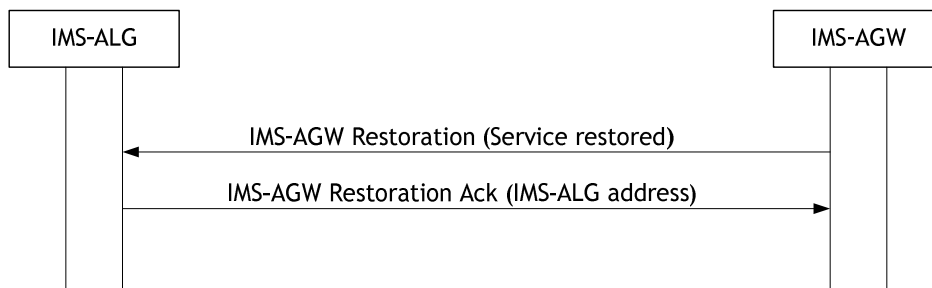 IMS-ALG
IMS-AGW
IMS-AGW Restoration (Service restored)
IMS-AGW Restoration Ack (IMS-ALG address)